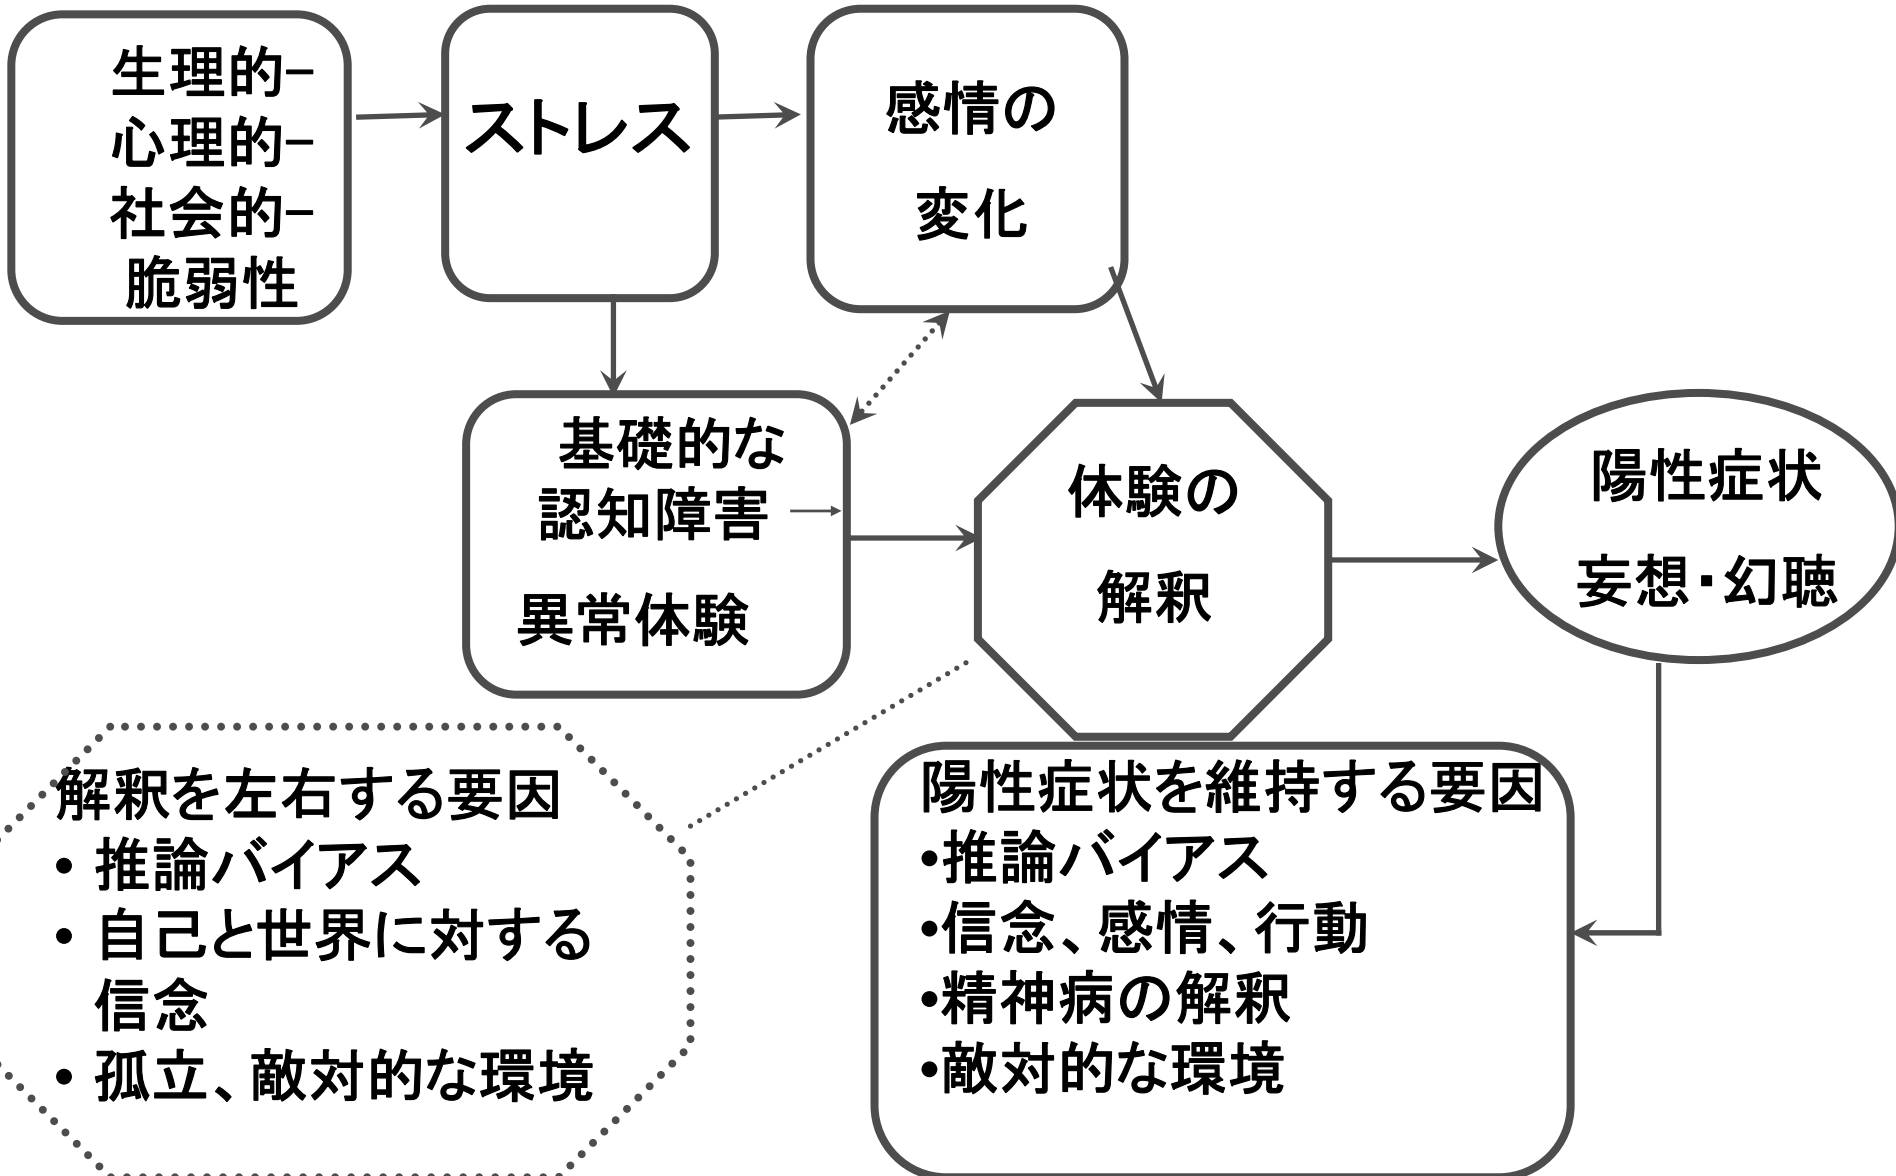 生理的−
心理的−
社会的−
脆弱性
ストレス
感情の
変化
基礎的な
認知障害
異常体験
体験の
解釈
陽性症状
妄想・幻聴
解釈を左右する要因
• 推論バイアス
• 自己と世界に対する
信念
• 孤立、敵対的な環境
陽性症状を維持する要因
•推論バイアス
•信念、感情、行動
•精神病の解釈
•敵対的な環境